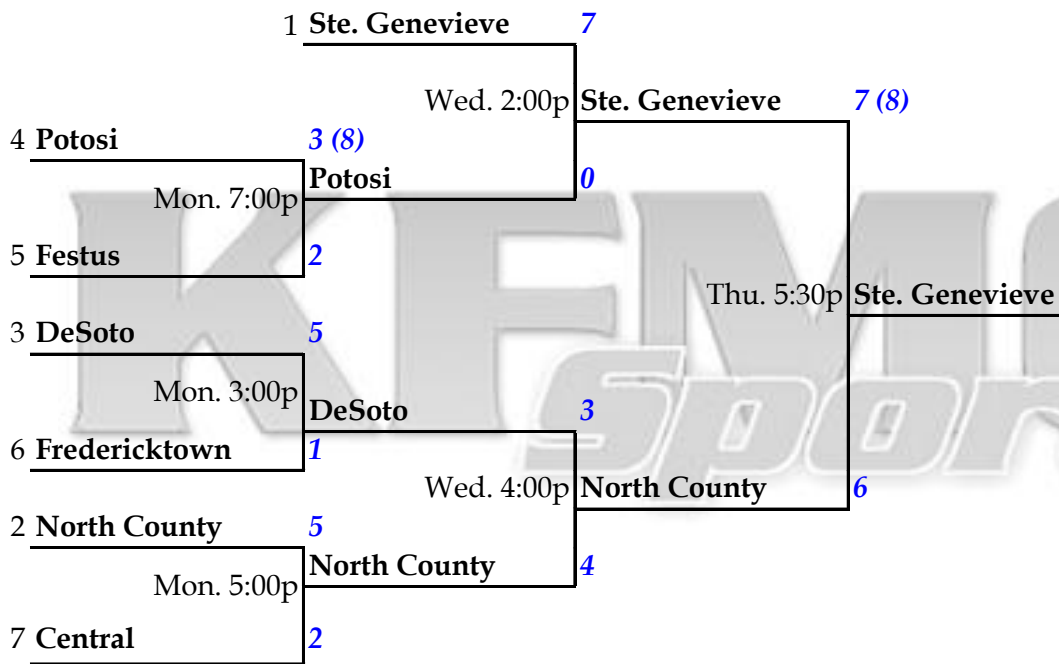 1 Ste. Genevieve 7
Wed. 2:00p Ste. Genevieve 7 (8)
4 Potosi 3 (8)
Potosi 0
Mon. 7:00p
5 Festus 2
Thu. 5:30p Ste. Genevieve
3 DeSoto 5
Mon. 3:00p
DeSoto 3
6 Fredericktown 1
Wed. 4:00p North County 6
2 North County 5
North County 4
Mon. 5:00p
7 Central 2